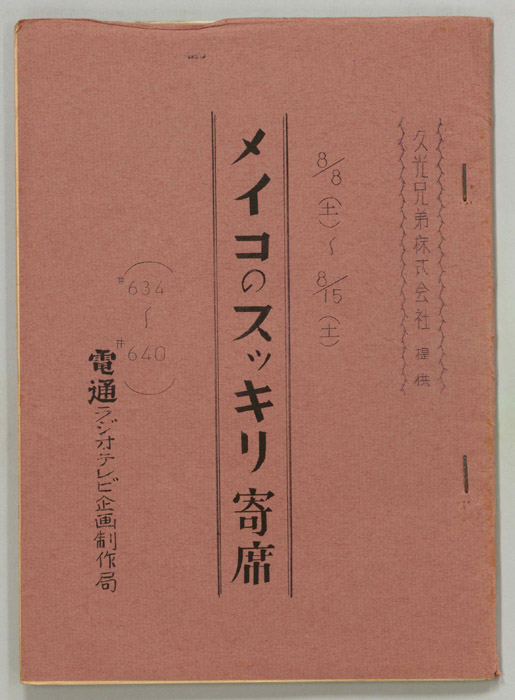 久光兄弟株式会社 提供
8/8(土)~
8/15(土)
メイコのスッキリ寄席
(#634~#640)
電通ラジオテレビ企画制作局